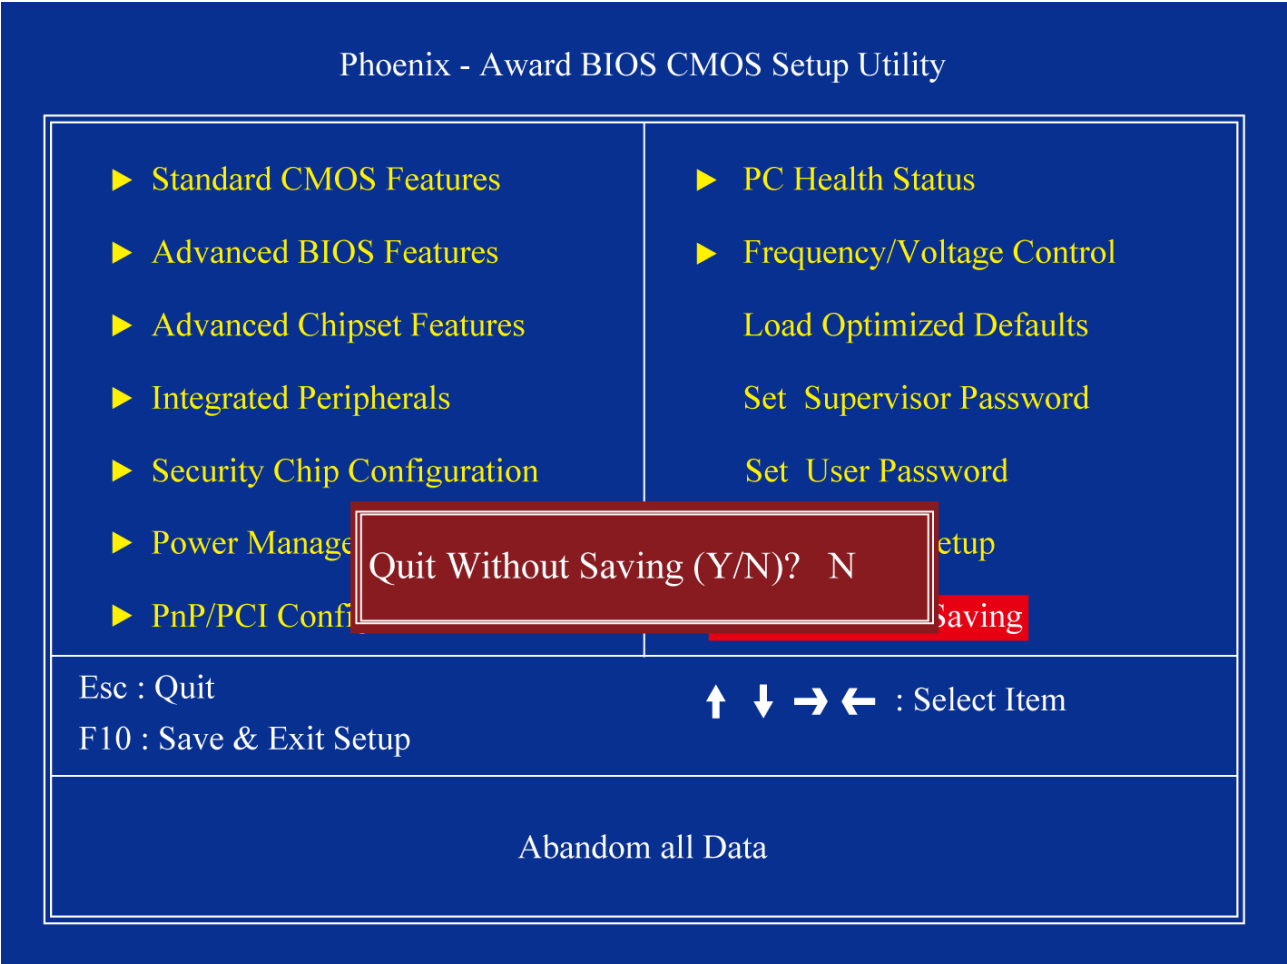 Phoenix - Award BIOS CMOS Setup Utility
Standard CMOS Features
Advanced BIOS Features
Advanced Chipset Features
Integrated Peripherals
Security Chip Configuration
Power Manage
PnP/PCI
PC Health Status
Frequency/Voltage Control
Load Optimized Defaults
Set Supervisor Password
Set User Password
etup
Saving
Quit Without Saving (Y/N)? N
Esc : Quit
F10 : Save & Exit Setup
: Select Item
Abandom all Data